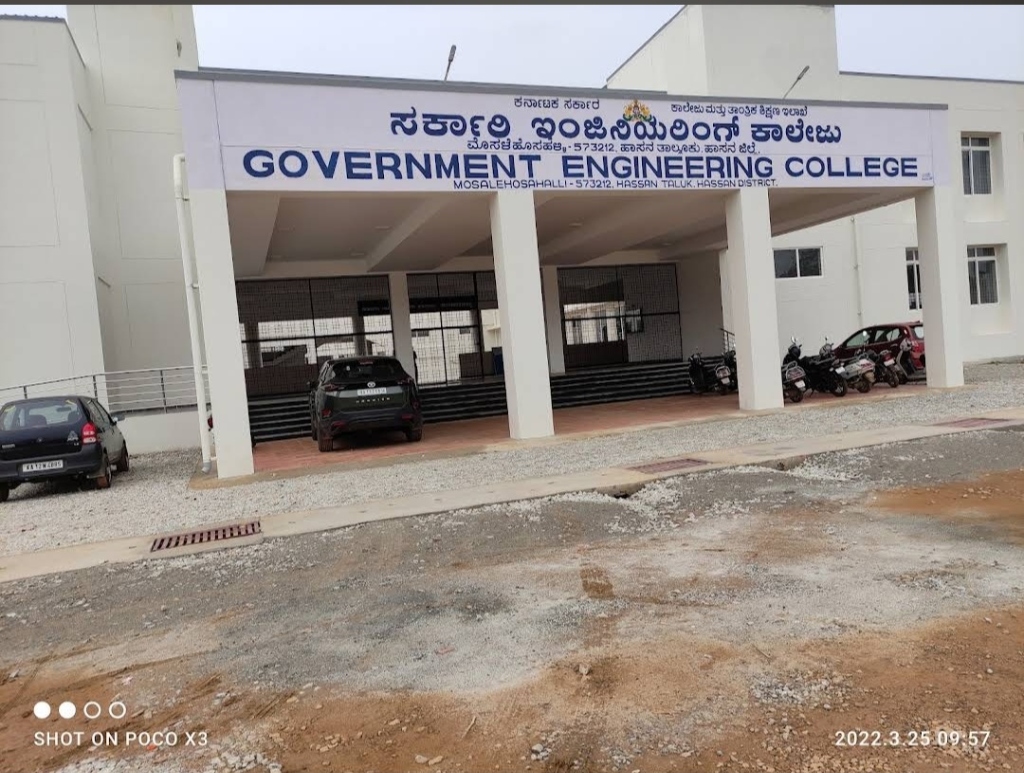 ಕರ್ನಾಟಕ ಸರ್ಕಾರ ಕಾಲೇಜು ಮತ್ತು ತಾಂತ್ರಿಕ ಶಿಕ್ಷಣ ಇಲಾಖೆ
ಸರ್ಕಾರಿ ಇಂಜಿನಿಯರಿಂಗ್ ಕಾಲೇಜು
ಮೊಸಳೆಹೊಸಹಳ್ಳಿ - 573212, ಹಾಸನ ತಾಲ್ಲೂಕು. ಹಾಸನ ಜಿಲ್ಲೆ.
GOVERNMENT ENGINEERING COLLEGE
MOSALEHOSAHALLI - 573212, HASSAN TALUK. HASSAN DISTRICT.
SHOT ON POCO X3
2022.3.25 09:57